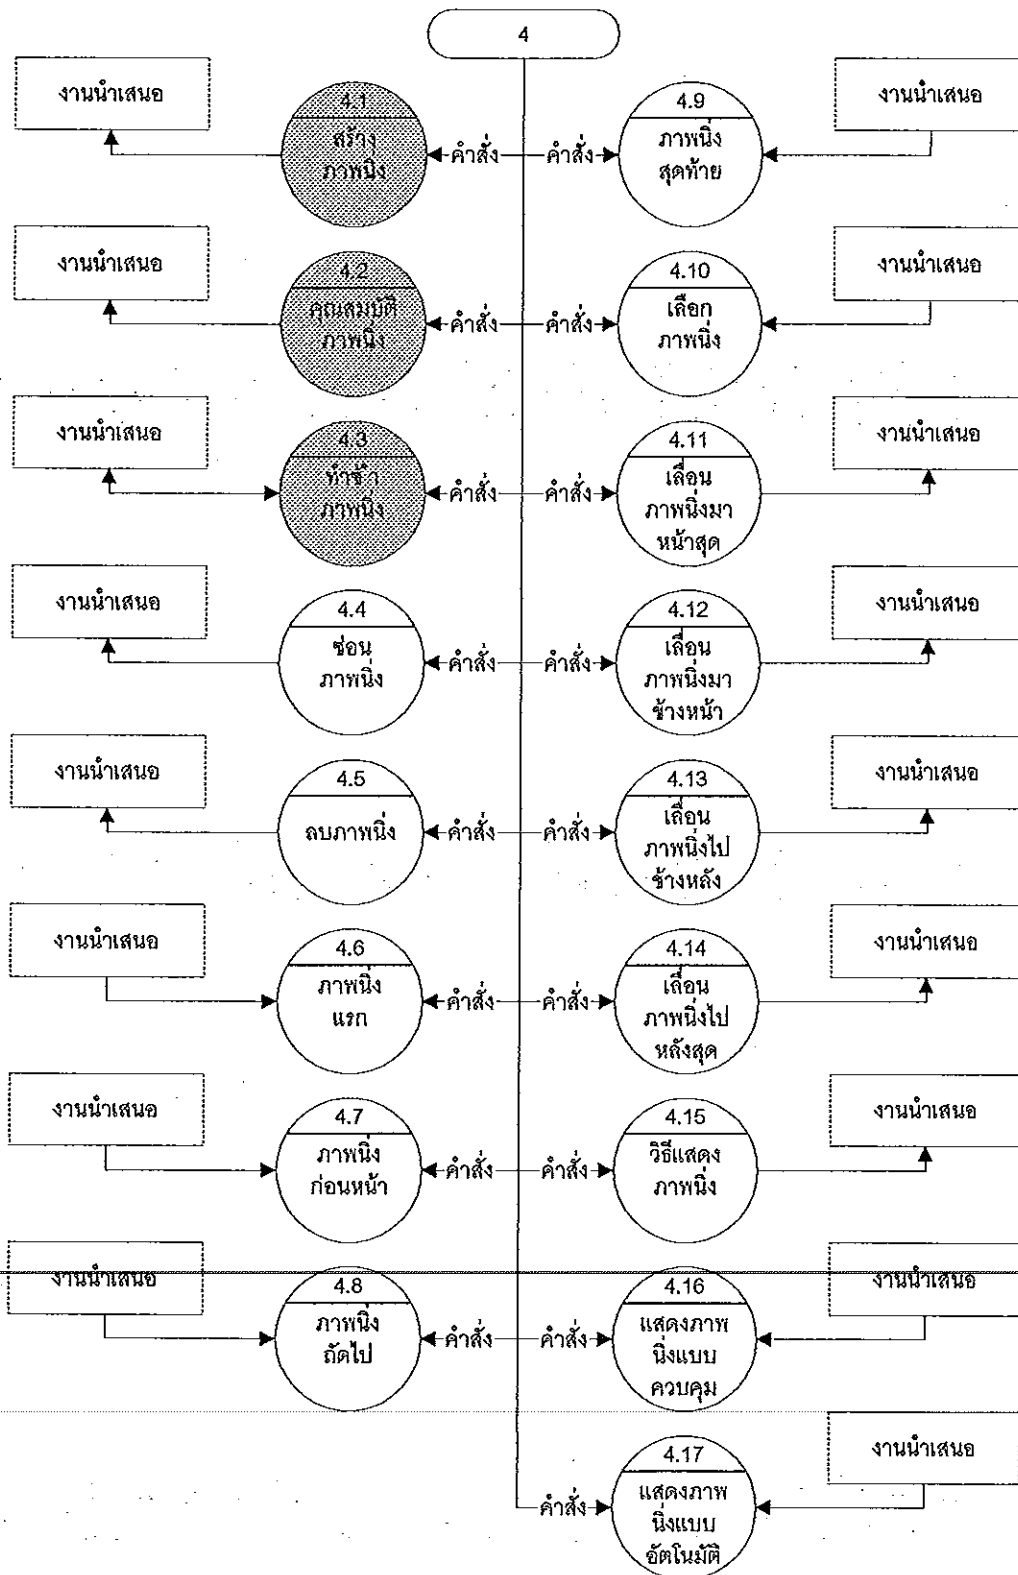 4
งานนำเสนอ
4.1
สร้าง
ภาพนิ่ง
คำสั่ง
คำสั่ง
4.9
ภาพนิ่ง
สุดท้าย
งานนำเสนอ
งานนำเสนอ
4.2
คุณสมบัติ
ภาพนิ่ง
คำสั่ง
คำสั่ง
4.10
เลือก
ภาพนิ่ง
งานนำเสนอ
งานนำเสนอ
4.3
ทำซ้ำ
ภาพนิ่ง
คำสั่ง
คำสั่ง
4.11
เลื่อน
ภาพนิ่งมา
หน้าสุด
งานนำเสนอ
งานนำเสนอ
4.4
ซ่อน
ภาพนิ่ง
คำสั่ง
คำสั่ง
4.12
เลื่อน
ภาพนิ่งมา
ข้างหน้า
งานนำเสนอ
งานนำเสนอ
4.5
ลบภาพนิ่ง
คำสั่ง
คำสั่ง
4.13
เลื่อน
ภาพนิ่งไป
ข้างหลัง
งานนำเสนอ
งานนำเสนอ
4.6
ภาพนิ่ง
แรก
คำสั่ง
คำสั่ง
4.14
เลื่อน
ภาพนิ่งไป
หลังสุด
งานนำเสนอ
งานนำเสนอ
4.7
ภาพนิ่ง
ก่อนหน้า
คำสั่ง
คำสั่ง
4.15
วิธีแสดง
ภาพนิ่ง
งานนำเสนอ
งานนำเสนอ
4.8
ภาพนิ่ง
ถัดไป
คำสั่ง
คำสั่ง
4.16
แสดงภาพ
นิ่งแบบ
ควบคุม
งานนำเสนอ
คำสั่ง
4.17
แสดงภาพ
นิ่งแบบ
อัตโนมัติ
งานนำเสนอ